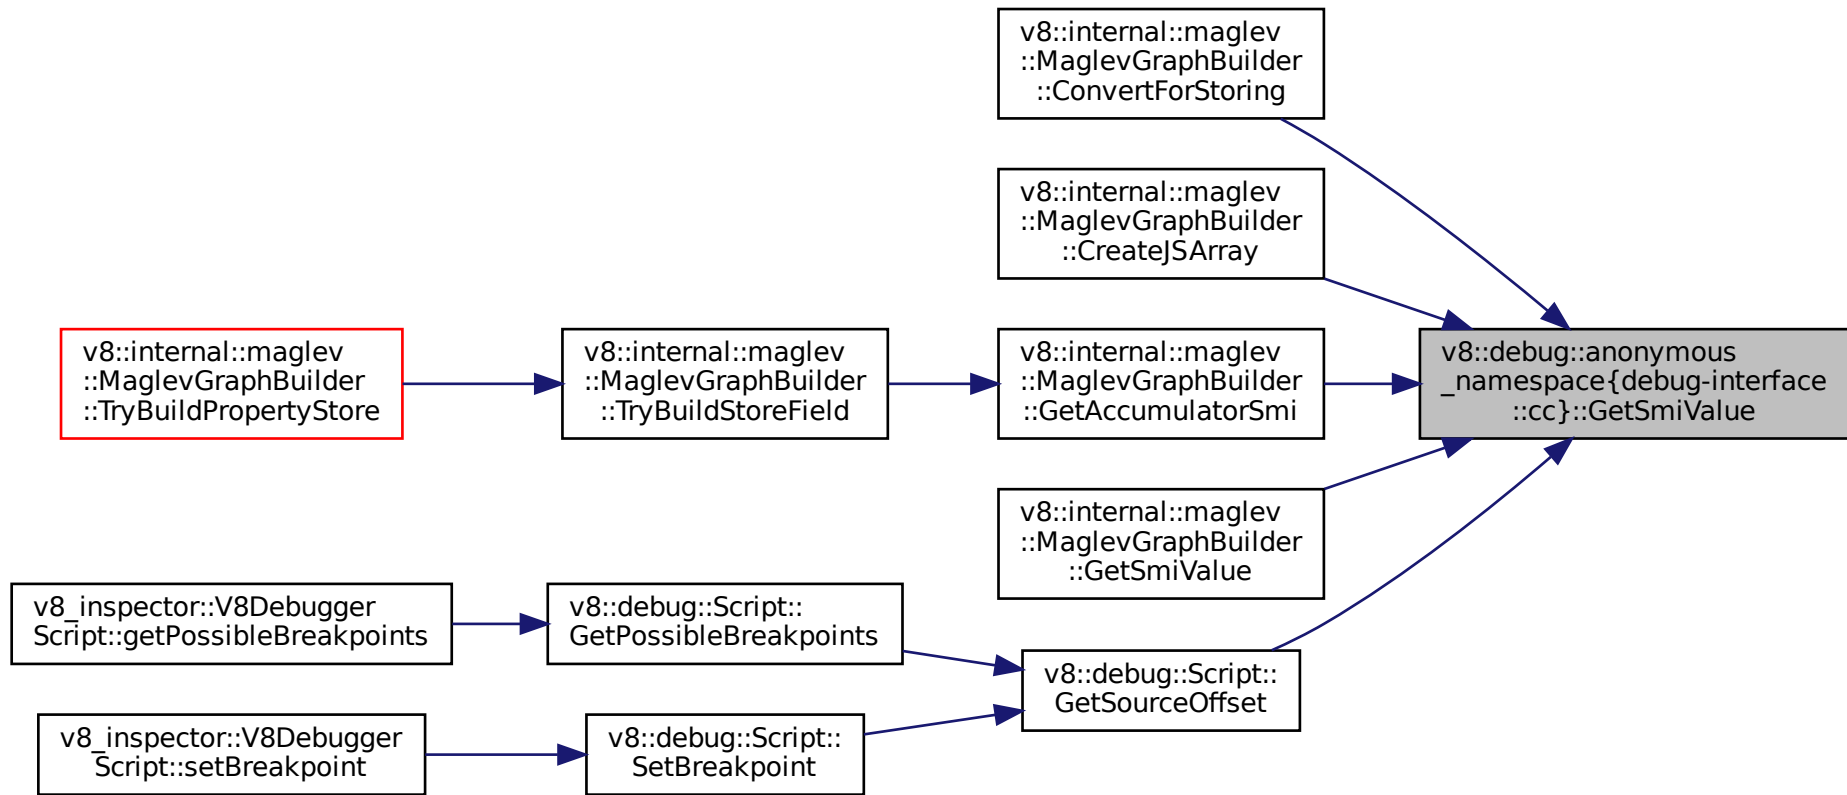 v8::internal::maglev
::MaglevGraphBuilder
::ConvertForStoring
v8::internal::maglev
::MaglevGraphBuilder
::CreateJSArray
v8::internal::maglev
::MaglevGraphBuilder
::TryBuildPropertyStore
v8::internal::maglev
::MaglevGraphBuilder
::TryBuildStoreField
v8::internal::maglev
::MaglevGraphBuilder
::GetAccumulatorSmi
v8::debug::anonymous
_namespace{debug-interface
::cc}::GetSmiValue
v8::internal::maglev
::MaglevGraphBuilder
::GetSmiValue
v8_inspector::V8Debugger
Script::getPossibleBreakpoints
v8::debug::Script::
GetPossibleBreakpoints
v8::debug::Script::
GetSourceOffset
v8_inspector::V8Debugger
Script::setBreakpoint
v8::debug::Script::
SetBreakpoint